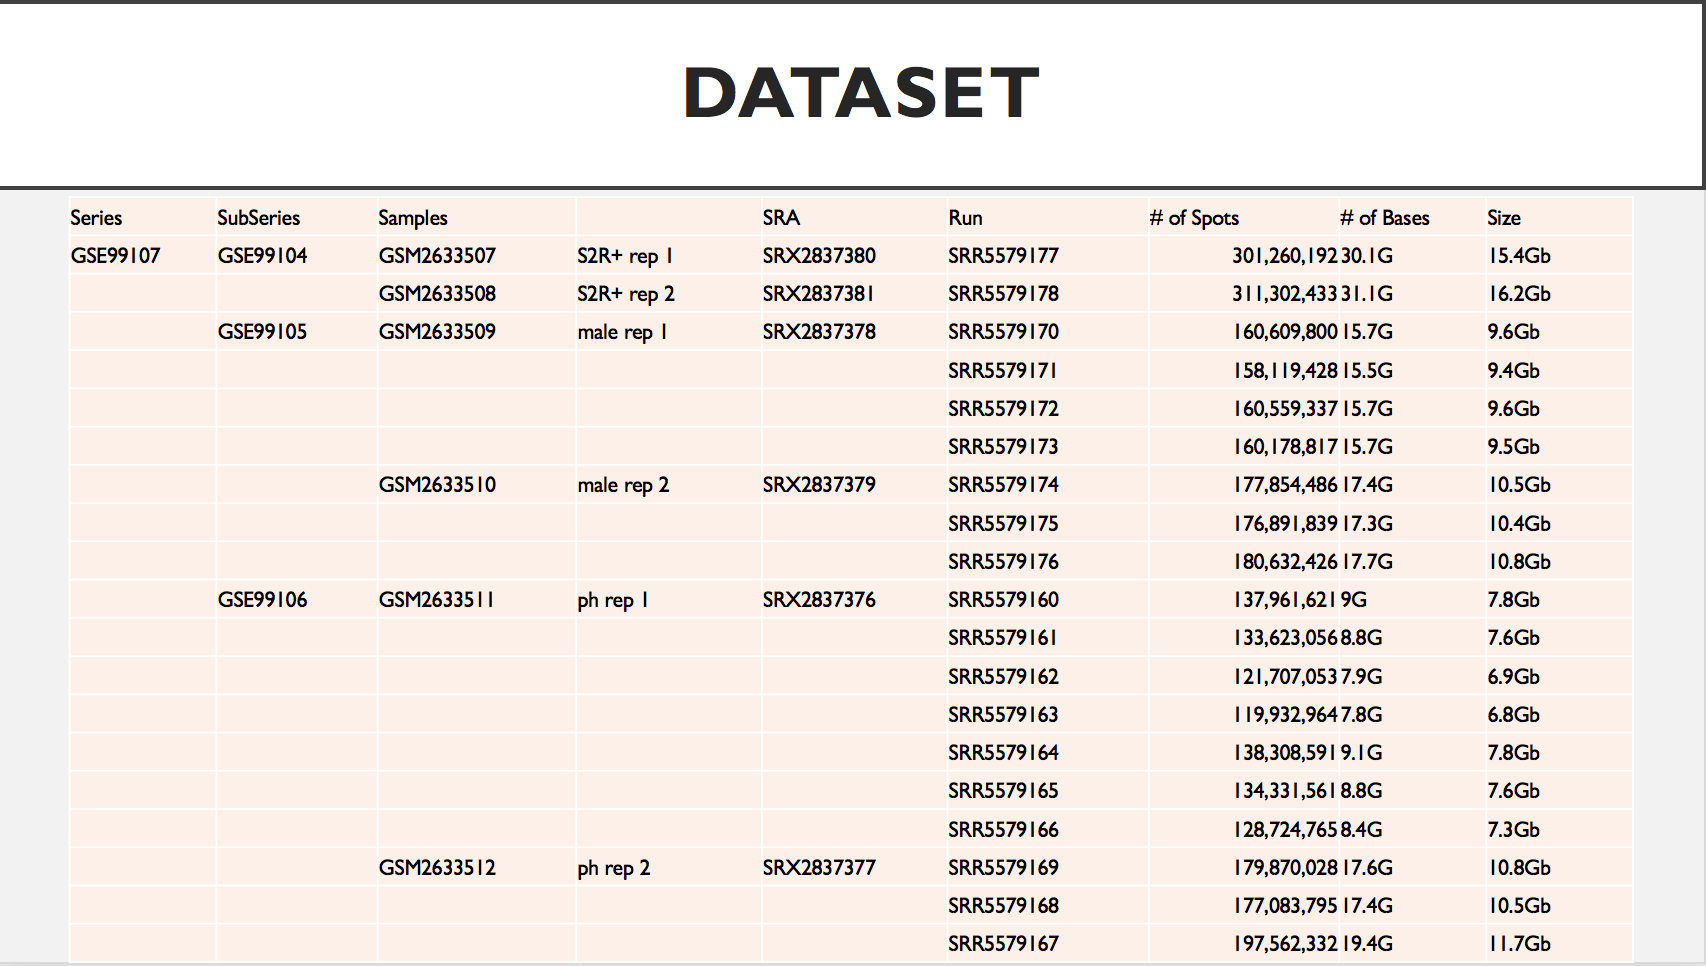 DATASET
Series SubSeries Samples SRA Run # of Spots # of Bases Size
GSE99107 GSE99104 GSM2633507 S2R+ rep 1 SRX2837380 SRR5579177 301,260,192 30.1G 15.4Gb
GSM2633508 S2R+ rep 2 SRX2837381 SRR5579178 311,302,433 31.1G 16.2Gb
GSE99105 GSM2633509 male rep 1 SRX2837378 SRR5579170 160,609,800 15.7G 9.6Gb
SRR5579171 158,119,428 15.5G 9.4Gb
SRR5579172 160,559,337 15.7G 9.6Gb
SRR5579173 160,178,817 15.7G 9.5Gb
GSM2633510 male rep 2 SRX2837379 SRR5579174 177,854,486 17.4G 10.5Gb
SRR5579175 176,891,839 17.3G 10.4Gb
SRR5579176 180,632,426 17.7G 10.8Gb
GSE99106 GSM2633511 ph rep 1 SRX2837376 SRR5579160 137,961,621 9G 7.8Gb
SRR5579161 133,623,056 8.8G 7.6Gb
SRR5579162 121,707,053 7.9G 6.9Gb
SRR5579163 119,932,964 7.8G 6.8Gb
SRR5579164 138,308,591 9.1G 7.8Gb
SRR5579165 134,331,561 8.8G 7.6Gb
SRR5579166 128,724,765 8.4G 7.3Gb
GSM2633512 ph rep 2 SRX2837377 SRR5579169 179,870,028 17.6G 10.8Gb
SRR5579168 177,083,795 17.4G 10.5Gb
SRR5579167 197,562,332 19.4G 11.7Gb